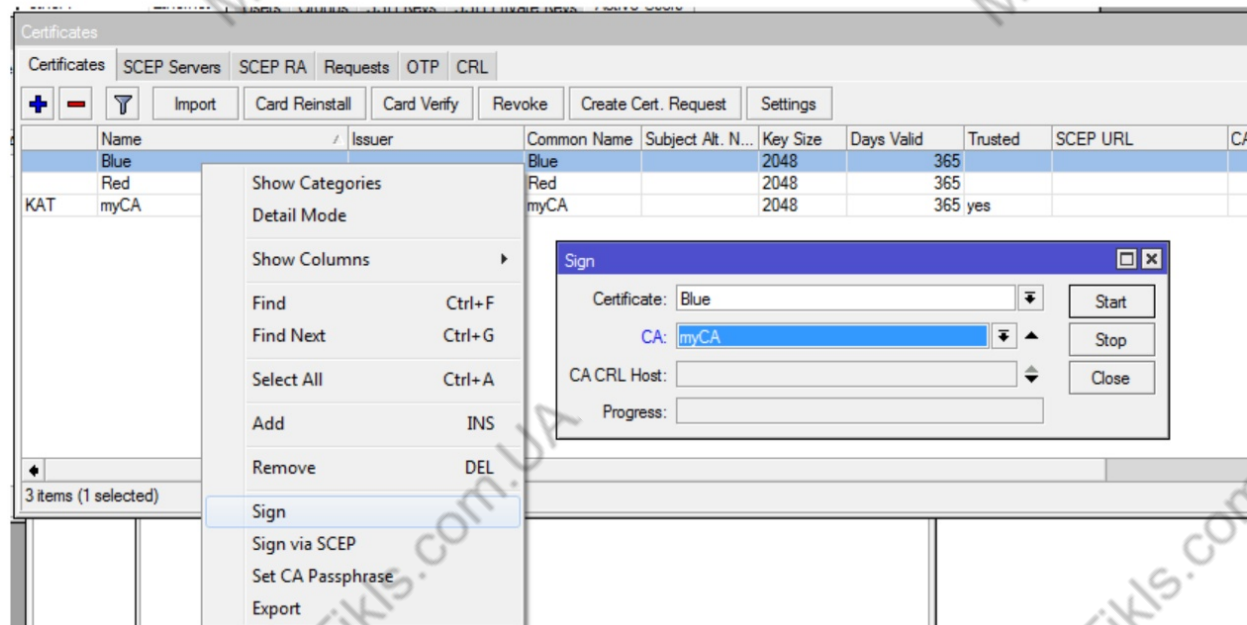 Certificates
Certificates SCEP Servers SCEP RA Requests OTP CRL
Import Card Reinstall Card Verify Revoke Create Cert. Request Settings
Name Issuer Common Name Subject Alt. N... Key Size Days Valid Trusted SCEP URL CA
Blue Blue 2048 365
Red Red 2048 365
KAT myCA myCA 2048 365 yes
Show Categories
Detail Mode
Show Columns
Find Ctrl+F
Find Next Ctrl+G
Select All Ctrl+A
Add INS
Remove DEL
Sign
Sign via SCEP
Set CA Passphrase
Export
Sign
Certificate: Blue Start
CA: myCA Stop
CA CRL Host: Close
Progress:
3 items (1 selected)